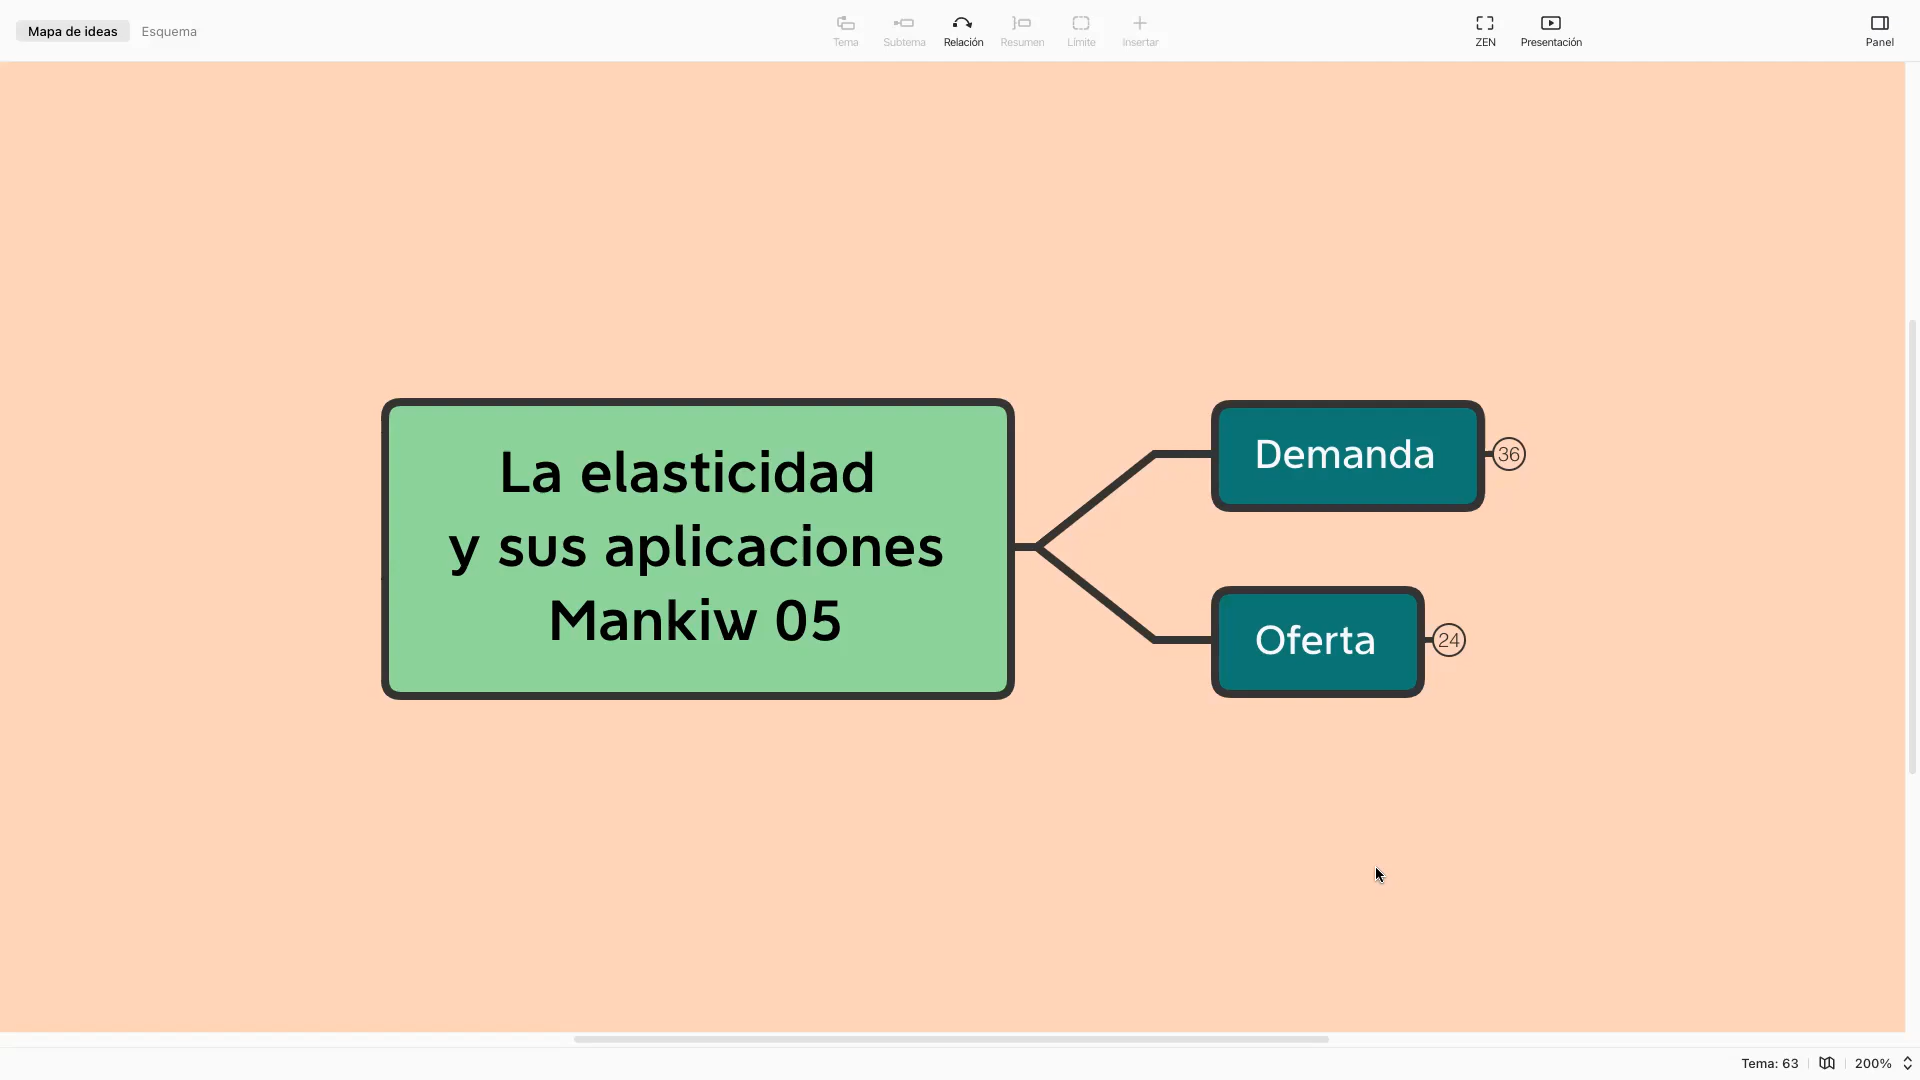 Mapa de ideas
Esquema
Tema
Subtema
Relación
Resumen
Límite
Insertar
ZEN
Presentación
Panel
La elasticidad
y sus aplicaciones
Mankiw 05
Demanda
36
Oferta
24
Tema: 63
200%